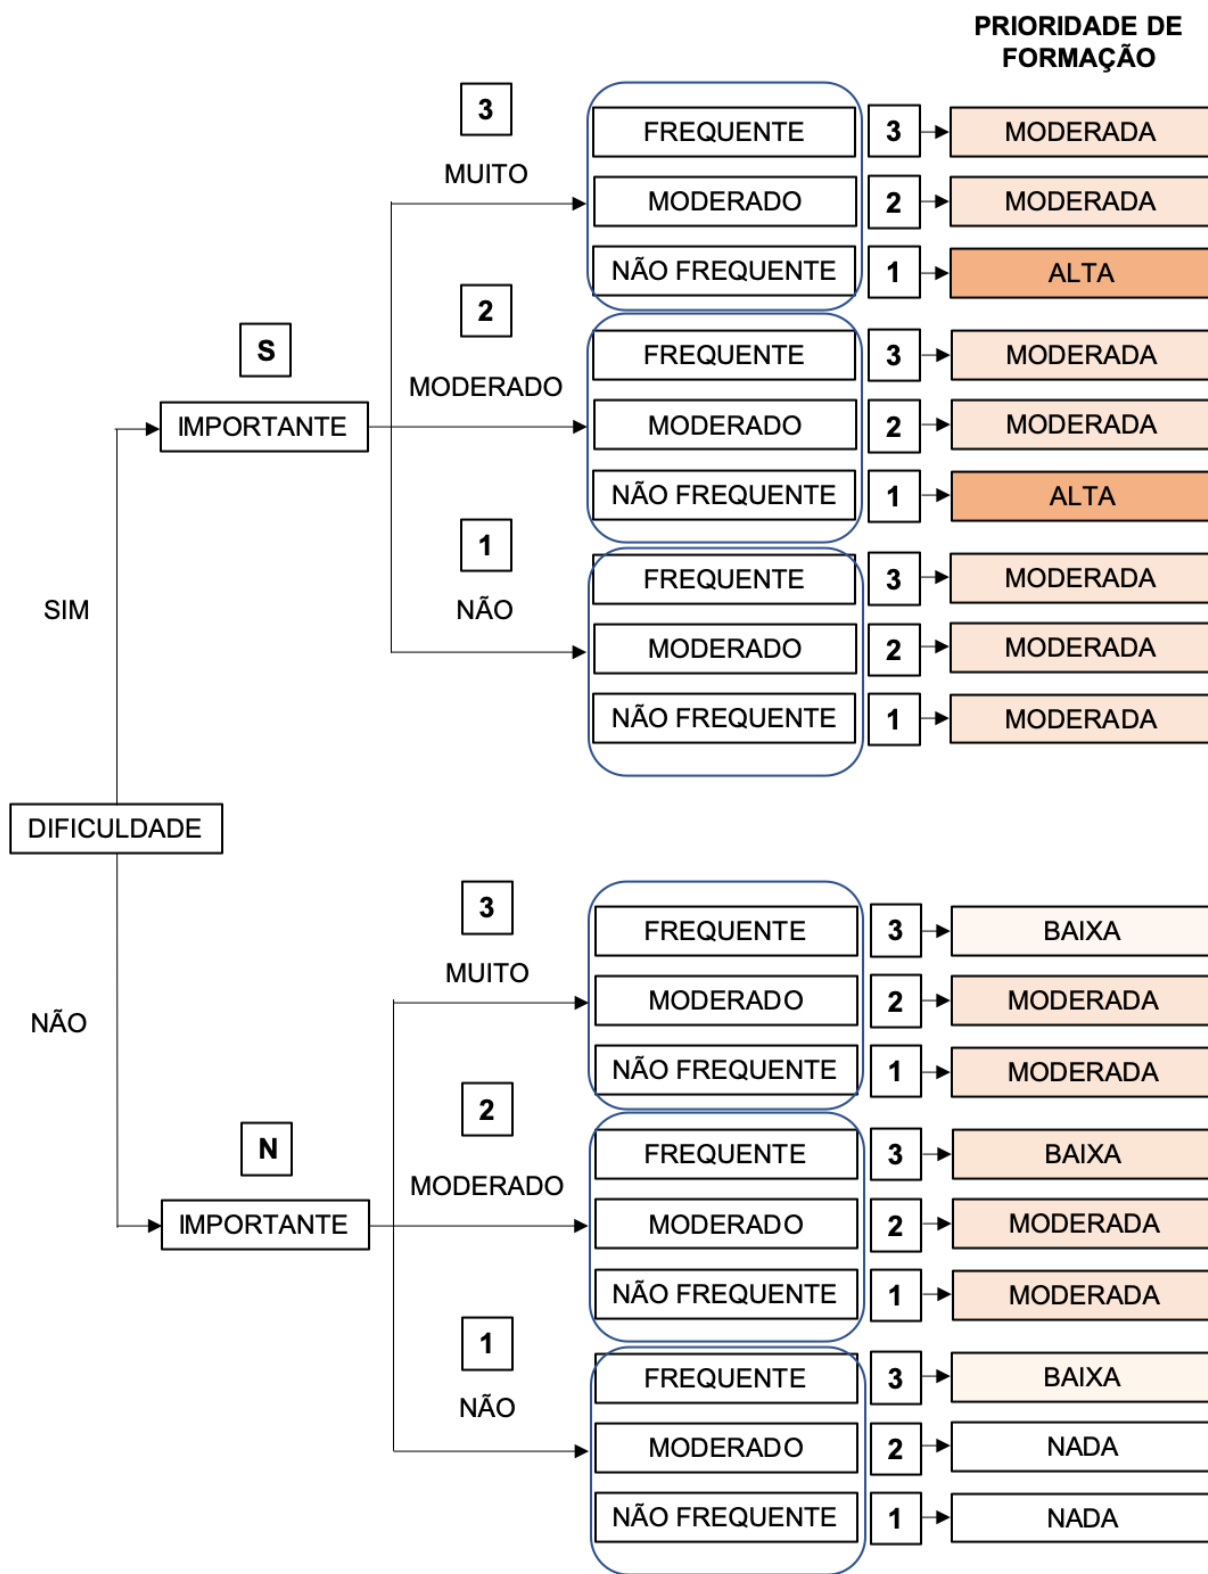 PRIORIDADE DE
FORMAÇÃO
3
MUITO
FREQUENTE 3 MODERADA
MODERADO 2 MODERADA
NÃO FREQUENTE 1 ALTA
S
IMPORTANTE
2
MODERADO
FREQUENTE 3 MODERADA
MODERADO 2 MODERADA
NÃO FREQUENTE 1 ALTA
1
NÃO
FREQUENTE 3 MODERADA
MODERADO 2 MODERADA
NÃO FREQUENTE 1 MODERADA
SIM
DIFICULDADE
NÃO
3
MUITO
FREQUENTE 3 BAIXA
MODERADO 2 MODERADA
NÃO FREQUENTE 1 MODERADA
N
IMPORTANTE
2
MODERADO
FREQUENTE 3 BAIXA
MODERADO 2 MODERADA
NÃO FREQUENTE 1 MODERADA
1
NÃO
FREQUENTE 3 BAIXA
MODERADO 2 NADA
NÃO FREQUENTE 1 NADA